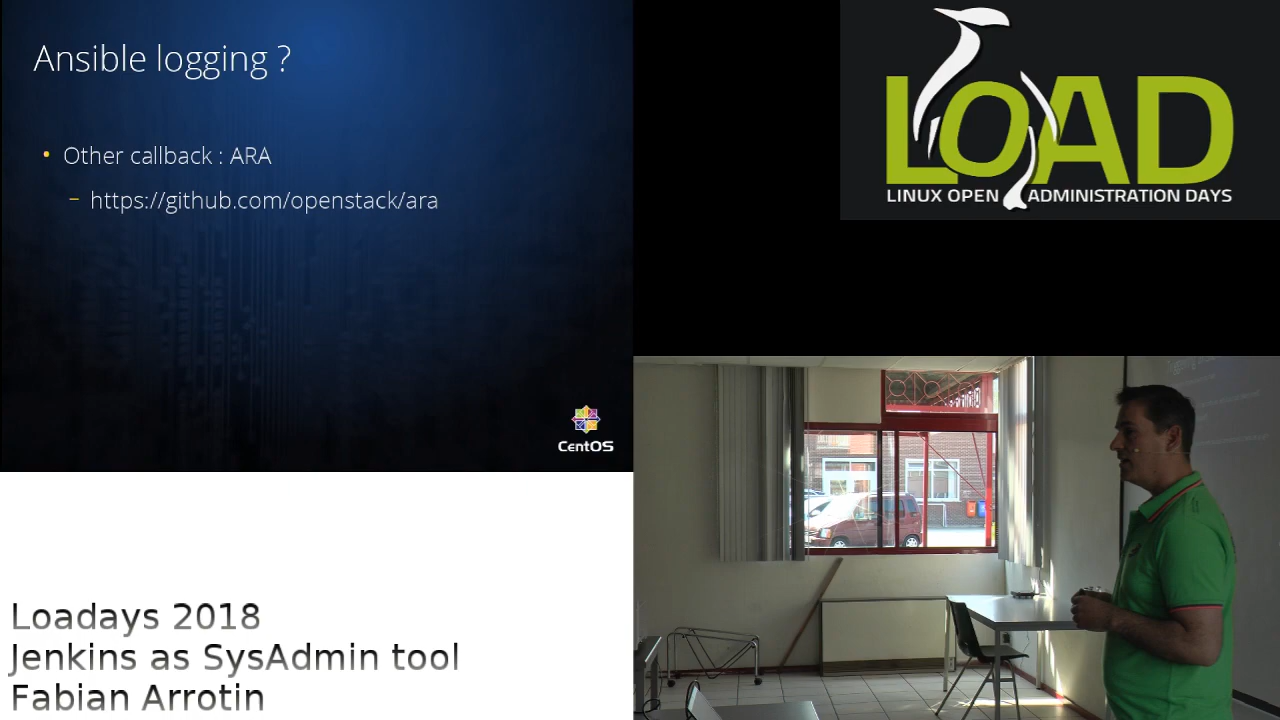 Ansible logging ?
• Other callback : ARA
– https://github.com/openstack/ara
CentOS
LOAD
LINUX OPEN ADMINISTRATION DAYS
Loadays 2018
Jenkins as SysAdmin tool
Fabian Arrotin